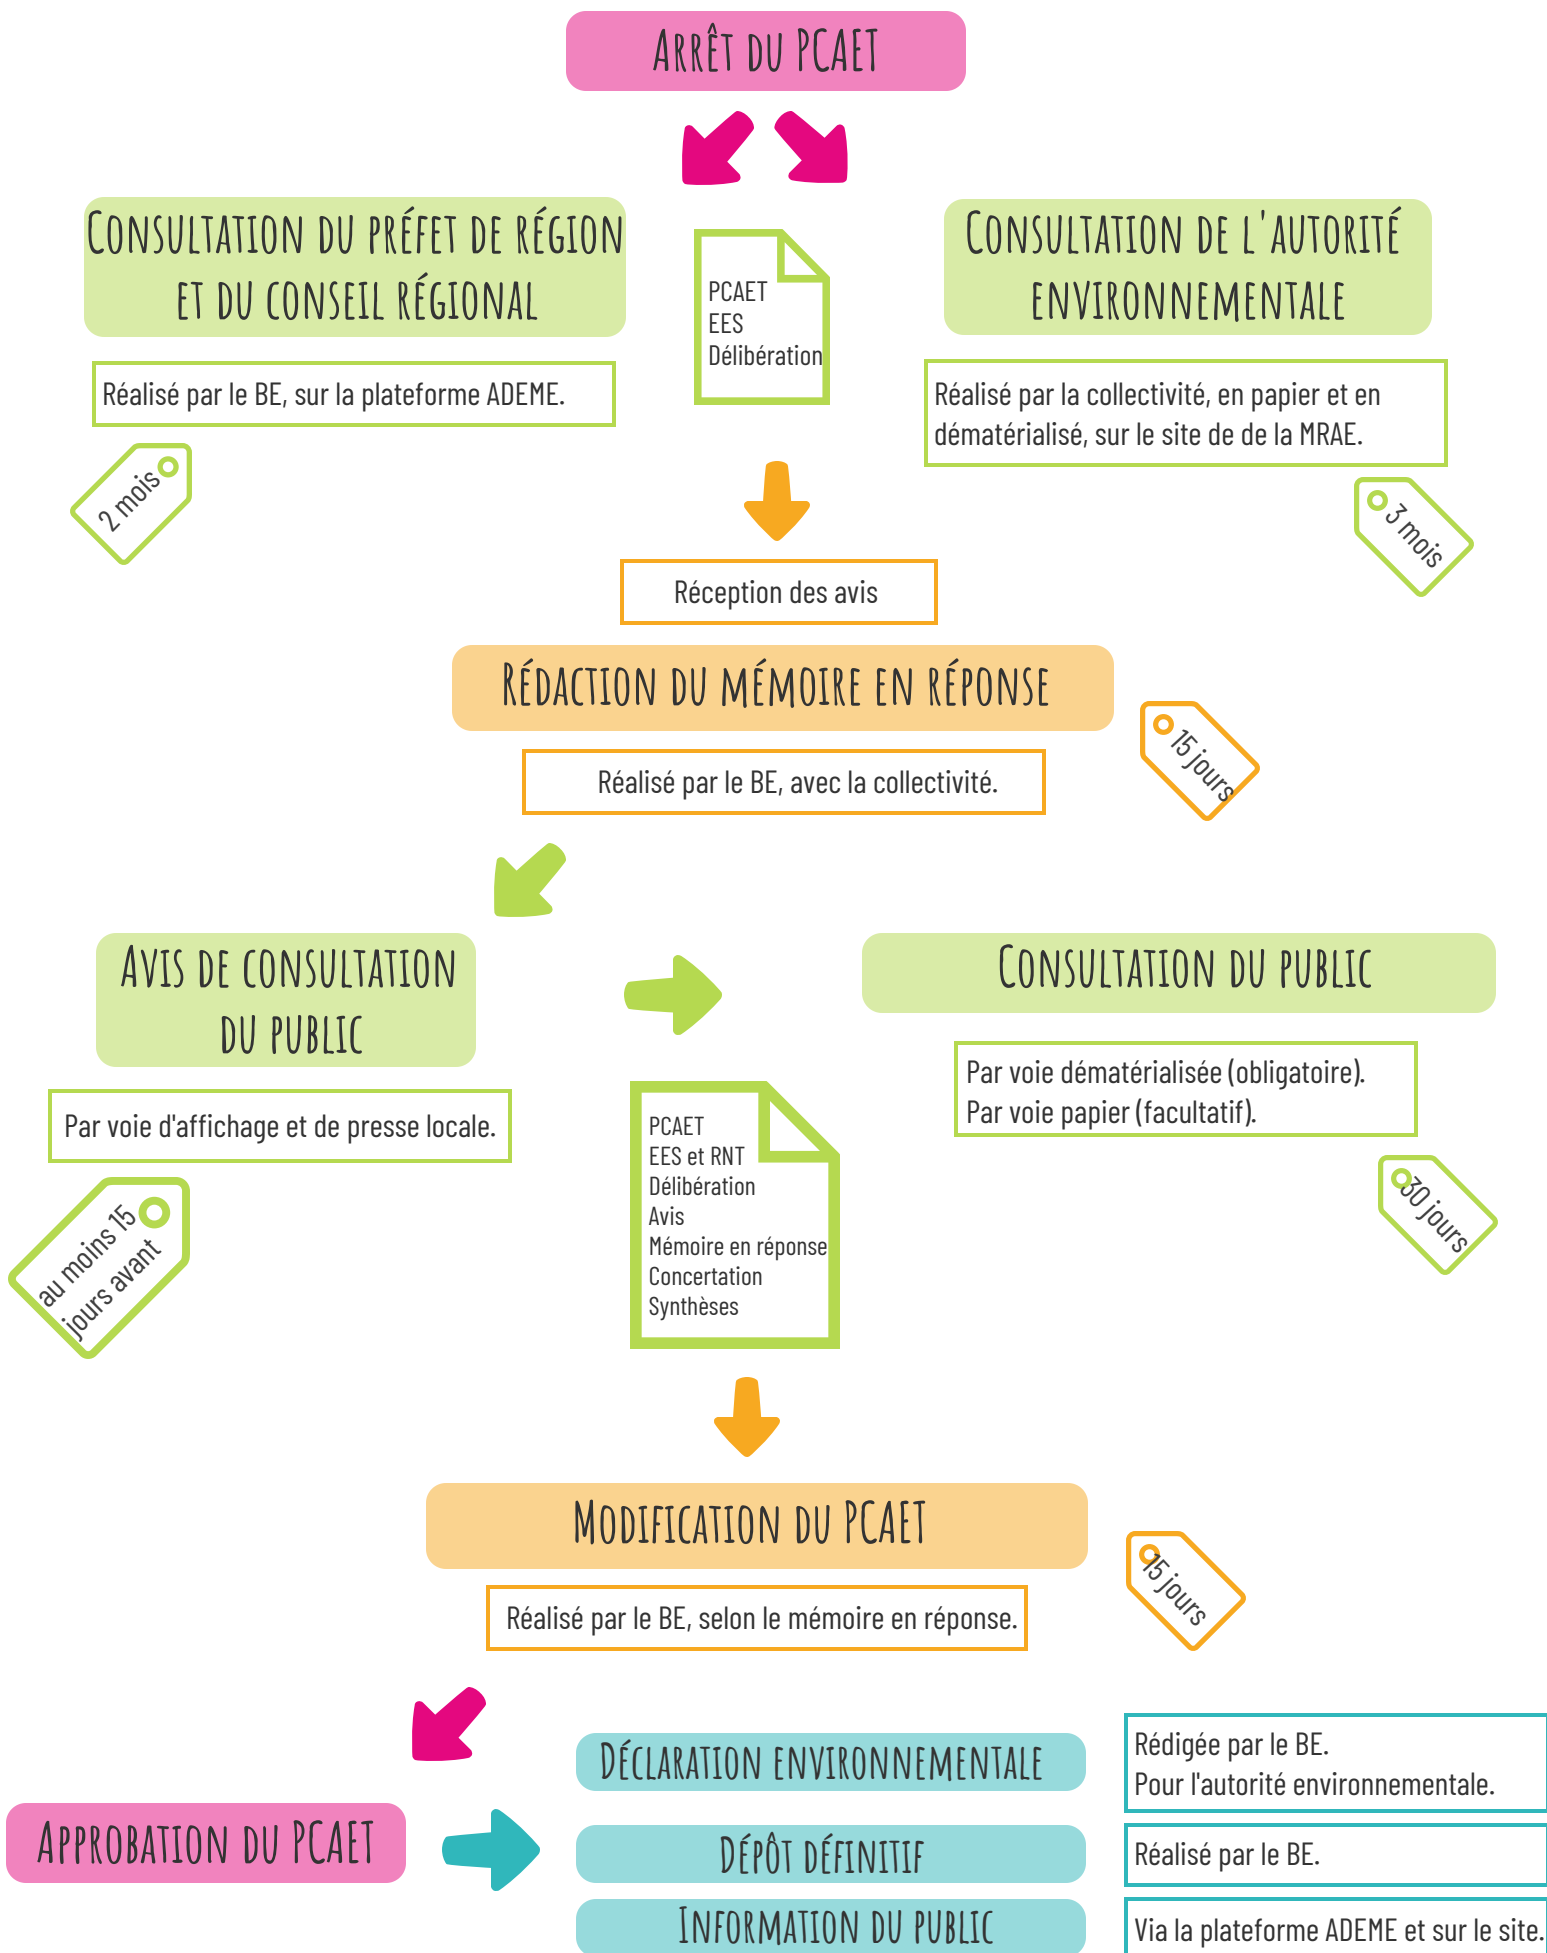 ARRÊT DU PCAET
CONSULTATION DU PRÉFET DE RÉGION
ET DU CONSEIL RÉGIONAL
Réalisé par le BE, sur la plateforme ADEME.
2 mois
PCAET
EES
Délibération
CONSULTATION DE L'AUTORITÉ
ENVIRONNEMENTALE
Réalisé par la collectivité, en papier et en
dématérialisé, sur le site de de la MRAE.
3 mois
Réception des avis
RÉDACTION DU MÉMOIRE EN RÉPONSE
Réalisé par le BE, avec la collectivité.
15 jours
AVIS DE CONSULTATION
DU PUBLIC
Par voie d'affichage et de presse locale.
au moins 15
jours avant
PCAET
EES et RNT
Délibération
Avis
Mémoire en réponse
Concertation
Synthèses
CONSULTATION DU PUBLIC
Par voie dématérialisée (obligatoire).
Par voie papier (facultatif).
30 jours
MODIFICATION DU PCAET
Réalisé par le BE, selon le mémoire en réponse.
15 jours
APPROBATION DU PCAET
DÉCLARATION ENVIRONNEMENTALE
Rédigée par le BE.
Pour l'autorité environnementale.
DÉPÔT DÉFINITIF
Réalisé par le BE.
INFORMATION DU PUBLIC
Via la plateforme ADEME et sur le site.